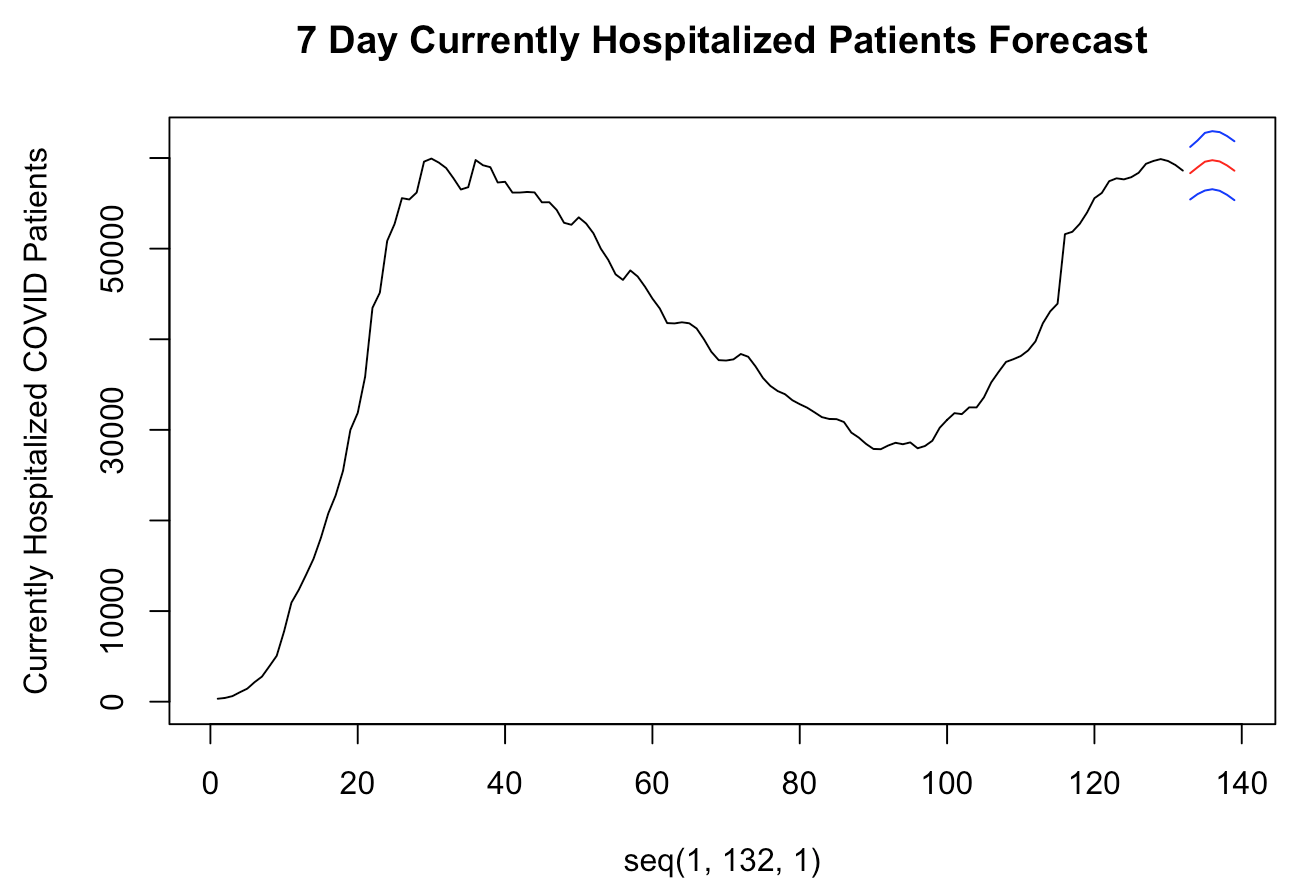 7 Day Currently Hospitalized Patients Forecast
Currently Hospitalized COVID Patients
50000
30000
10000
0
0 20 40 60 80 100 120 140
seq(1, 132, 1)